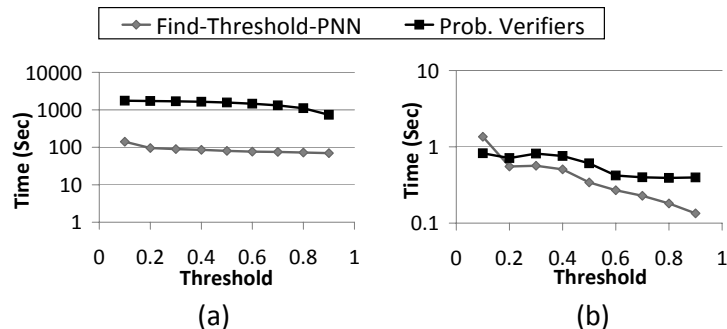 Find-Threshold-PNN Prob. Verifiers
10000
1000
100
10
1
Time (Sec)
0 0.2 0.4 0.6 0.8 1
Threshold
(a)
10
1
0.1
Time (Sec)
0 0.2 0.4 0.6 0.8 1
Threshold
(b)